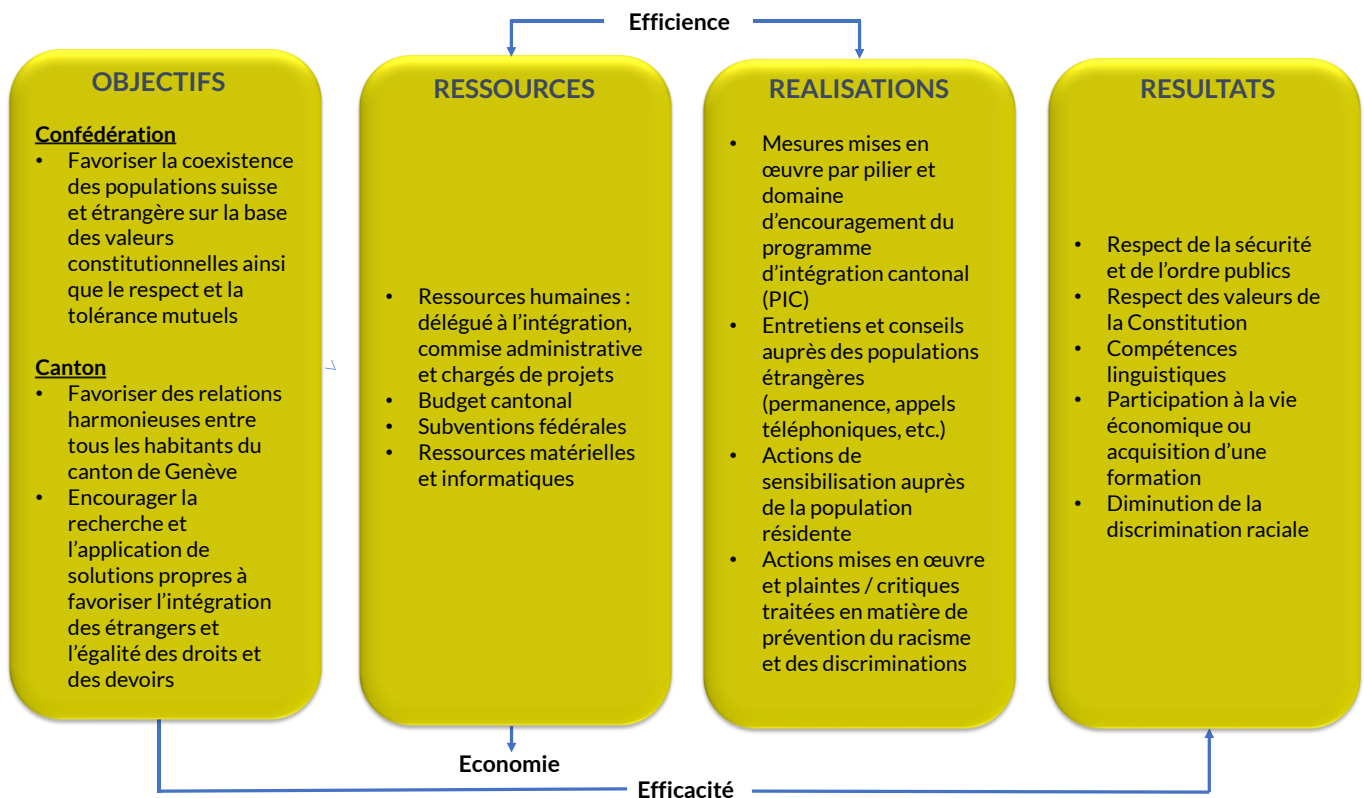 Efficience
OBJECTIFS
Confédération
• Favoriser la coexistence
des populations suisse
et étrangère sur la base
des valeurs
constitutionnelles ainsi
que le respect et la
tolérance mutuels
Canton
• Favoriser des relations
harmonieuses entre
tous les habitants du
canton de Genève
• Encourager la
recherche et
l'application de
solutions propres à
favoriser l'intégration
des étrangers et
l'égalité des droits et
des devoirs
RESSOURCES
• Ressources humaines :
délégué à l'intégration,
commise administrative
et chargés de projets
• Budget cantonal
• Subventions fédérales
• Ressources matérielles
et informatiques
REALISATIONS
• Mesures mises en
œuvre par pilier et
domaine
d'encouragement du
programme
d'intégration cantonal
(PIC)
• Entretiens et conseils
auprès des populations
étrangères
(permanence, appels
téléphoniques, etc.)
• Actions de
sensibilisation auprès
de la population
résidente
• Actions mises en œuvre
et plaintes / critiques
traitées en matière de
prévention du racisme
et des discriminations
RESULTATS
• Respect de la sécurité
et de l'ordre publics
• Respect des valeurs de
la Constitution
• Compétences
linguistiques
• Participation à la vie
économique ou
acquisition d'une
formation
• Diminution de la
discrimination raciale
Economie
Efficacité